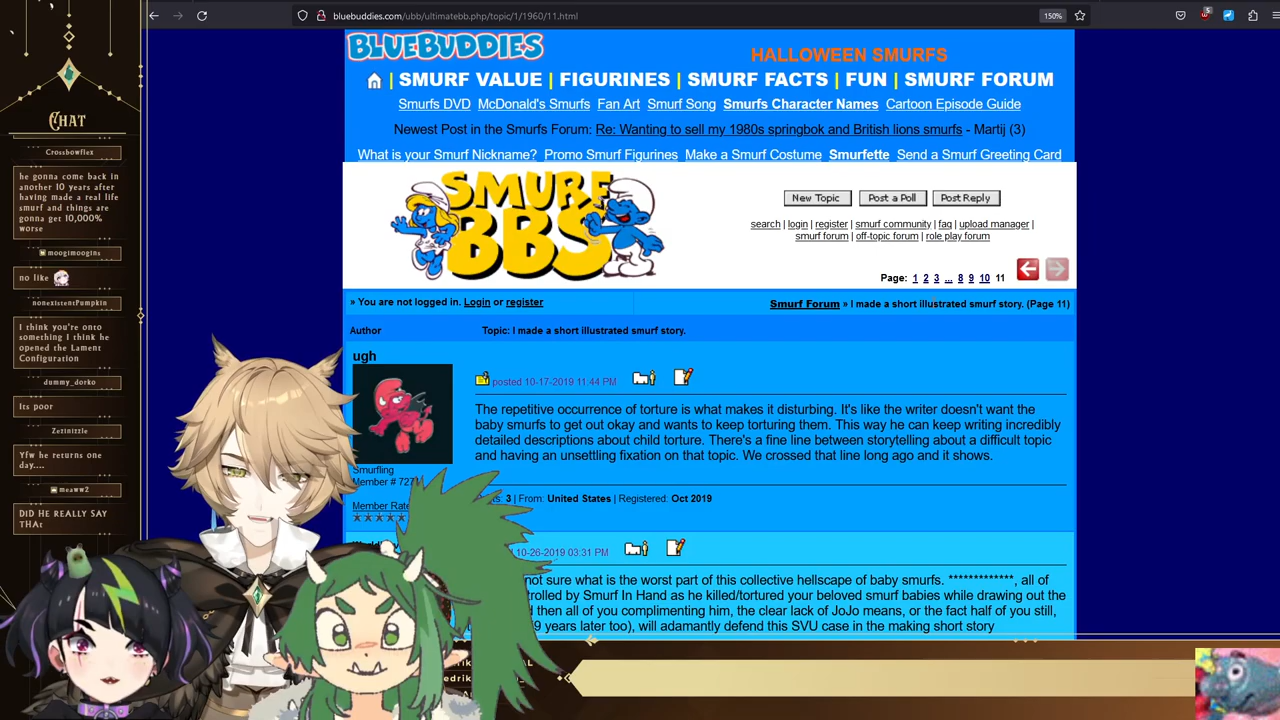 bluebuddies.com/ubb/ultimatebb.php/topic/1/1960/11.html
150%
5
BLUEBUDDIES
HALLOWEEN SMURFS
| SMURF VALUE | FIGURINES | SMURF FACTS | FUN | SMURF FORUM
Smurfs DVD McDonald's Smurfs Fan Art Smurf Song Smurfs Character Names Cartoon Episode Guide
Newest Post in the Smurfs Forum: Re: Wanting to sell my 1980s springbok and British lions smurfs - Martij (3)
What is your Smurf Nickname? Promo Smurf Figurines Make a Smurf Costume Smurfette Send a Smurf Greeting Card
SMURF
BBS
New Topic Post a Poll Post Reply
search | login | register | smurf community | faq | upload manager |
smurf forum | off-topic forum | role play forum
Page: 1 2 3 ... 8 9 10 11
» You are not logged in. Login or register
Smurf Forum » I made a short illustrated smurf story. (Page 11)
Author
Topic: I made a short illustrated smurf story.
ugh
posted 10-17-2019 11:44 PM
The repetitive occurrence of torture is what makes it disturbing. It's like the writer doesn't want the
baby smurfs to get out okay and wants to keep torturing them. This way he can keep writing incredibly
detailed descriptions about child torture. There's a fine line between storytelling about a difficult topic
and having an unsettling fixation on that topic. We crossed that line long ago and it shows.
Smurfling
Member # 727
Member Rate
3 | From: United States | Registered: Oct 2019
10-26-2019 03:31 PM
not sure what is the worst part of this collective hellscape of baby smurfs. *************, all of
trolled by Smurf In Hand as he killed/tortured your beloved smurf babies while drawing out the
d then all of you complimenting him, the clear lack of JoJo means, or the fact half of you still,
9 years later too), will adamantly defend this SVU case in the making short story
Chat
Crossbowflex
he gonna come back in
another 10 years after
having made a real life
smurf and things are
gonna get 10,000%
worse
moogimoogins
no like
nonexistentPumpkin
I think you're onto
something I think he
opened the Lament
Configuration
dummy_dorko
Its poor
Zezinizzle
Yfw he returns one
day....
meaww2
DID HE REALLY SAY
THAt